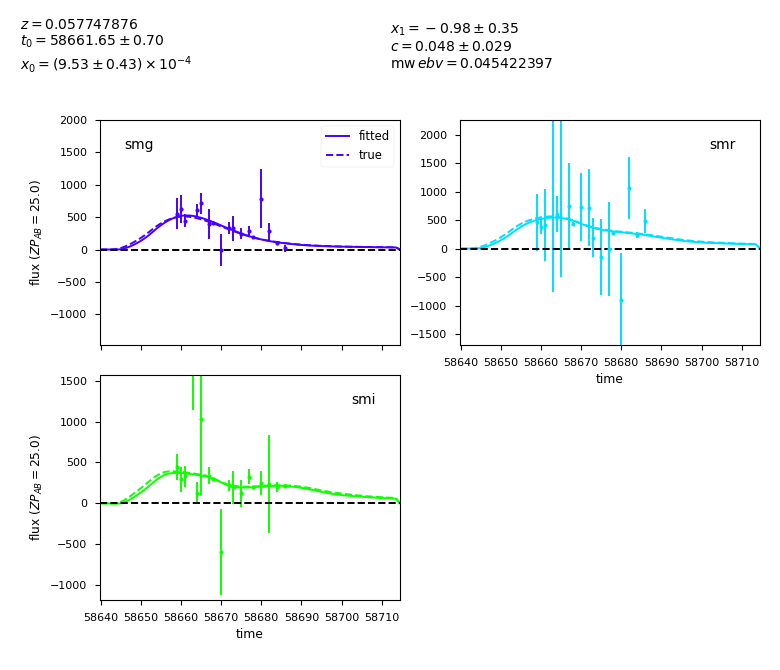 z = 0.057747876
t₀ = 58661.65 ± 0.70
x₀ = (9.53 ± 0.43) × 10⁻⁴
x₁ = −0.98 ± 0.35
c = 0.048 ± 0.029
mw ebv = 0.045422397
smg
fitted
true
2000
1500
1000
500
0
−500
−1000
flux (ZP_AB = 25.0)
smr
2000
1500
1000
500
0
−500
−1000
−1500
58640 58650 58660 58670 58680 58690 58700 58710
time
smi
1500
1000
500
0
−500
−1000
flux (ZP_AB = 25.0)
58640 58650 58660 58670 58680 58690 58700 58710
time